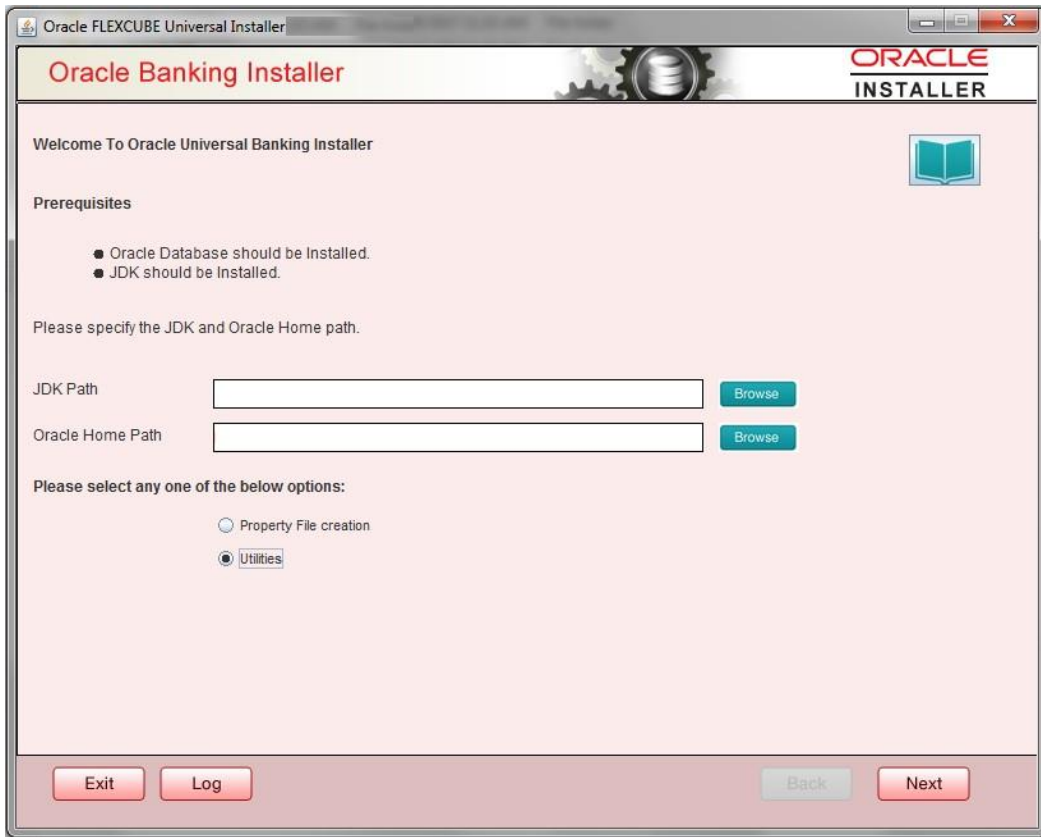 Oracle FLEXCUBE Universal Installer
Oracle Banking Installer
ORACLE
INSTALLER
Welcome To Oracle Universal Banking Installer
Prerequisites
Oracle Database should be Installed.
JDK should be Installed.
Please specify the JDK and Oracle Home path.
JDK Path
Browse
Oracle Home Path
Browse
Please select any one of the below options:
Property File creation
Utilities
Exit
Log
Back
Next